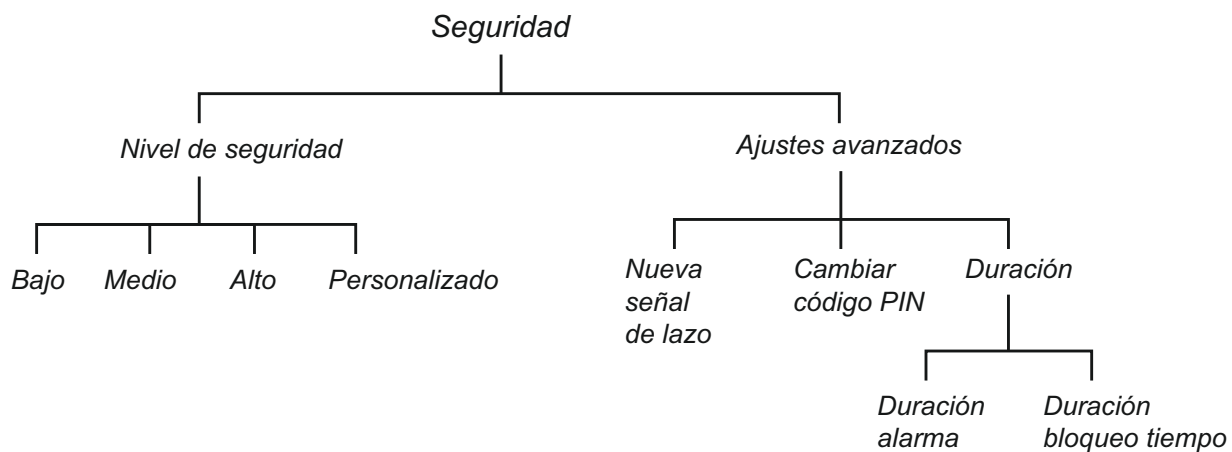 Seguridad
Nivel de seguridad
Ajustes avanzados
Bajo
Medio
Alto
Personalizado
Nueva
señal
de lazo
Cambiar
código PIN
Duración
Duración
alarma
Duración
bloqueo tiempo